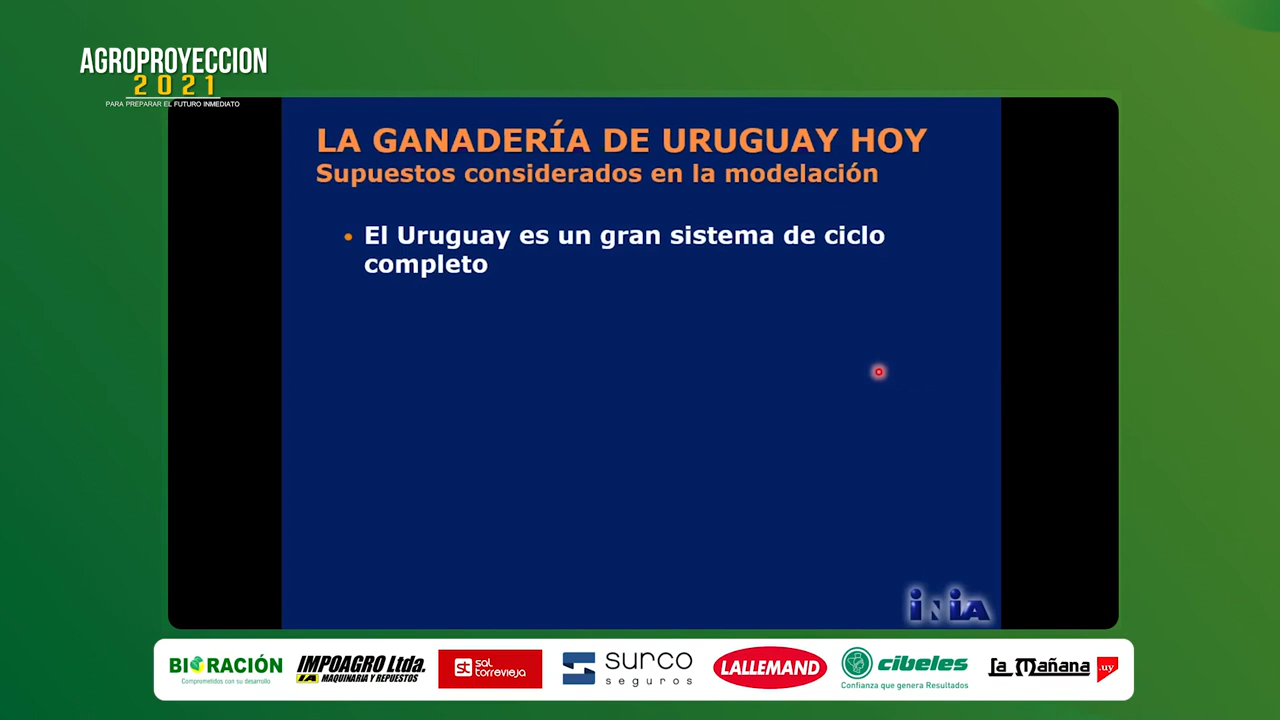 AGROPROYECCION
2021
PARA PREPARAR EL FUTURO INMEDIATO
LA GANADERÍA DE URUGUAY HOY
Supuestos considerados en la modelación
• El Uruguay es un gran sistema de ciclo
completo
iNiA
BIORACIÓN
Comprometidos con su desarrollo
IMPOAGRO Ltda.
IA MAQUINARIA Y REPUESTOS
st sal
torrevieja
surco
seguros
LALLEMAND
cibeles
Confianza que genera Resultados
La Mañana .uy